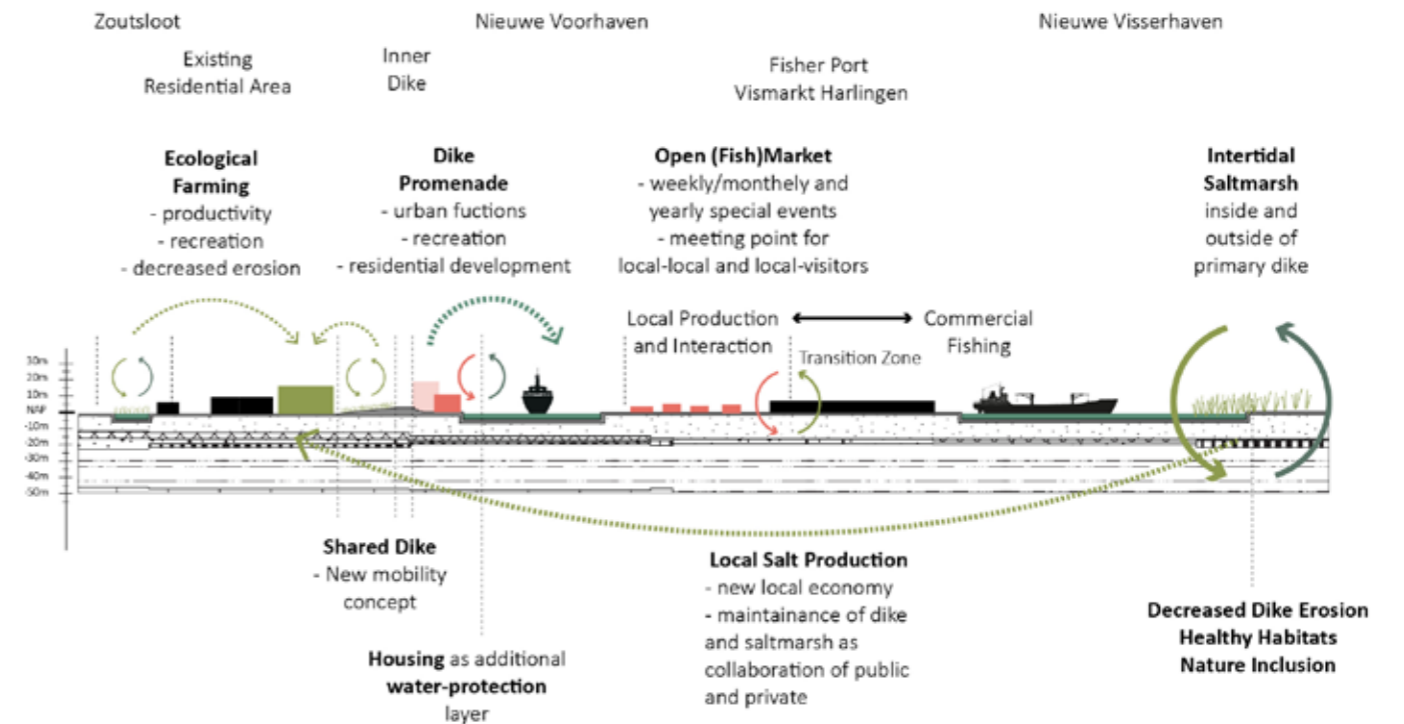 Zoutsloot
Nieuwe Voorhaven
Nieuwe Visserhaven
Existing
Residential Area
Inner
Dike
Fisher Port
Vismarkt Harlingen
Ecological
Farming
- productivity
- recreation
- decreased erosion
Dike
Promenade
- urban fuctions
- recreation
- residential development
Open (Fish)Market
- weekly/monthely and
yearly special events
- meeting point for
local-local and local-visitors
Intertidal
Saltmarsh
inside and
outside of
primary dike
Local Production
and Interaction
Commercial
Fishing
Transition Zone
30m
20m
10m
NAP
-10m
-20m
-30m
-40m
-50m
Shared Dike
- New mobility
concept
Housing as additional
water-protection
layer
Local Salt Production
- new local economy
- maintainance of dike
and saltmarsh as
collaboration of public
and private
Decreased Dike Erosion
Healthy Habitats
Nature Inclusion